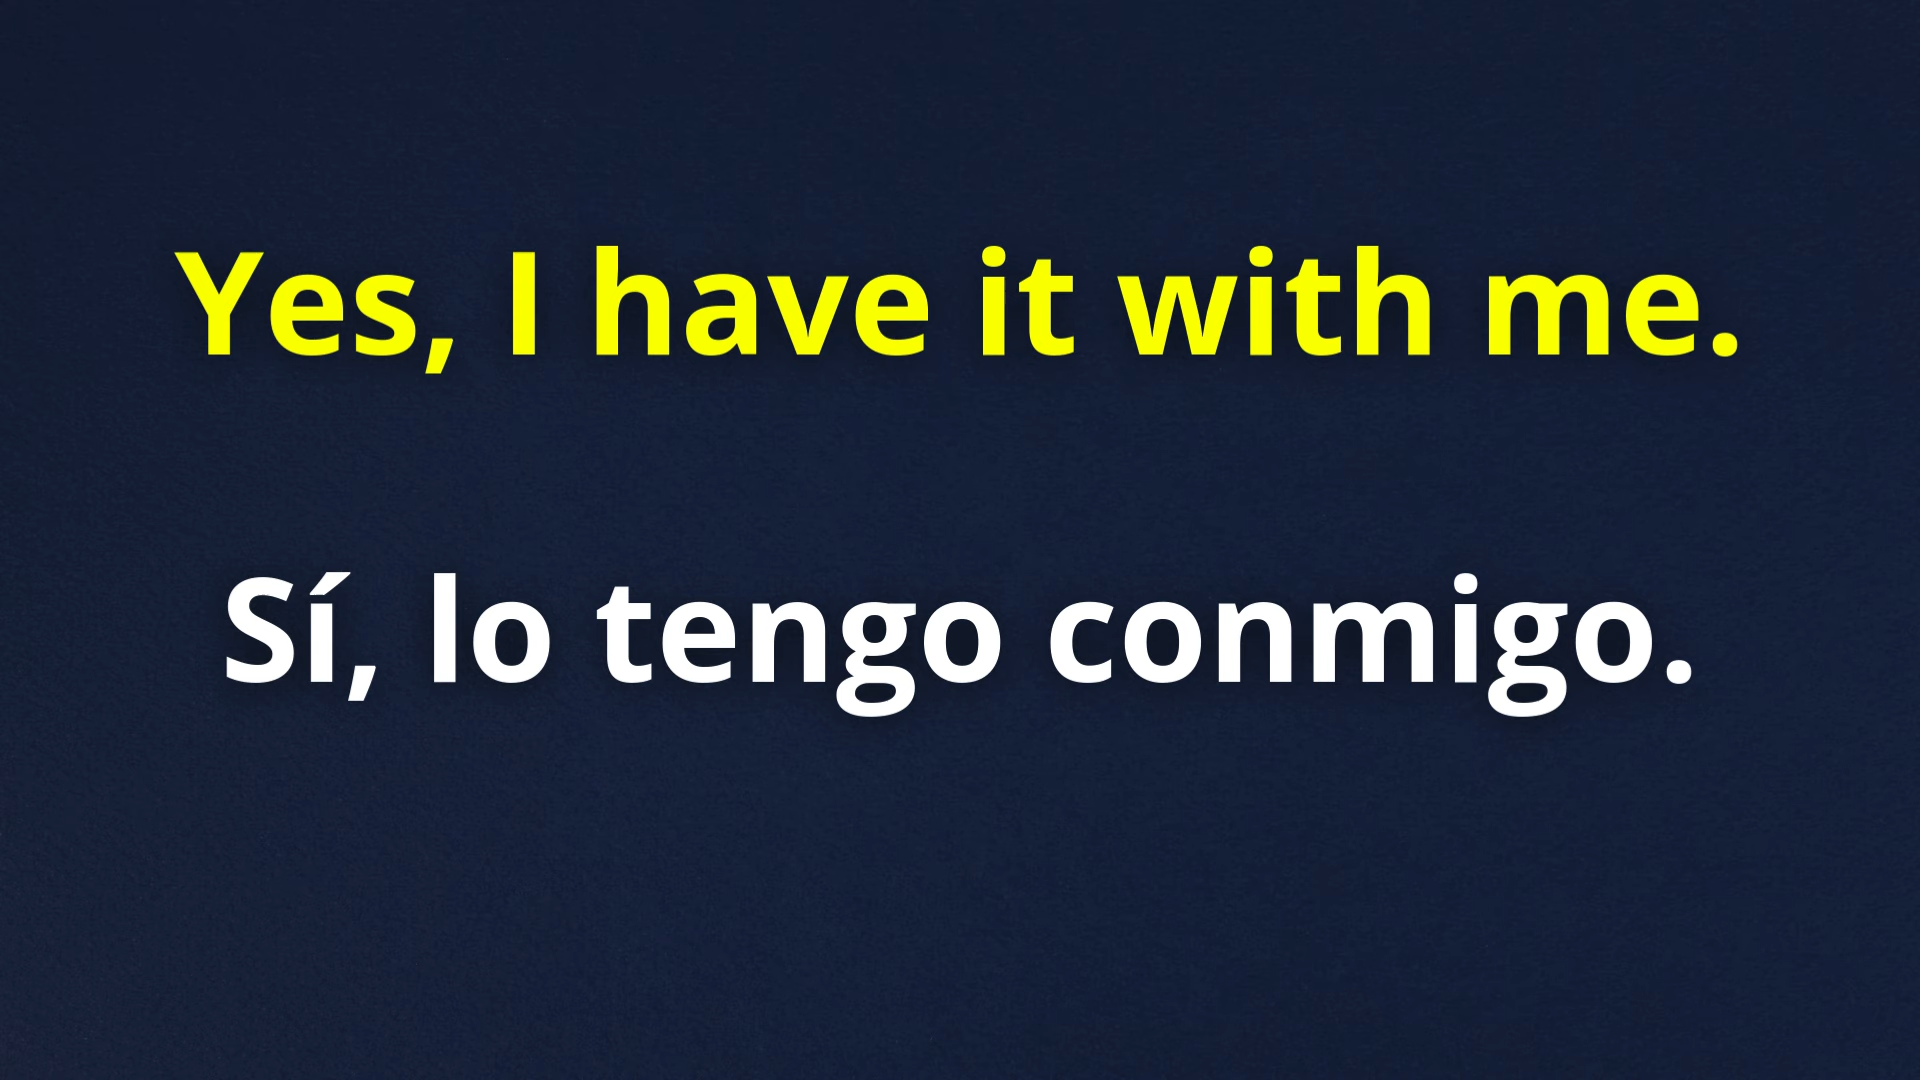 Yes, I have it with me.
Sí, lo tengo conmigo.